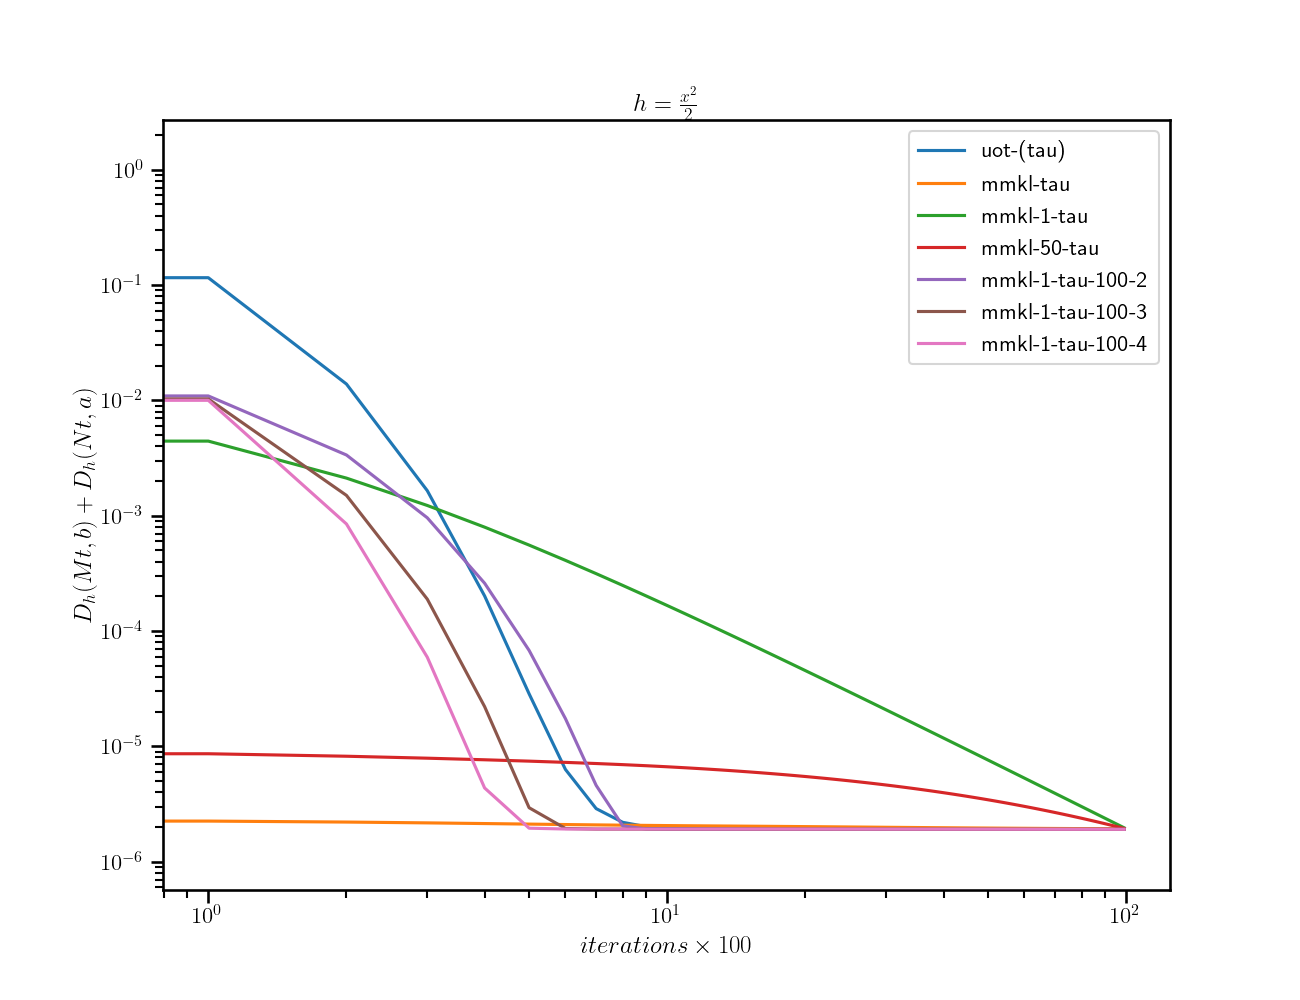 h = x²/2
10⁰
10⁻¹
10⁻²
10⁻³
10⁻⁴
10⁻⁵
10⁻⁶
D_h(Mt, b) + D_h(Nt, a)
uot-(tau)
mmkl-tau
mmkl-1-tau
mmkl-50-tau
mmkl-1-tau-100-2
mmkl-1-tau-100-3
mmkl-1-tau-100-4
10⁰ 10¹ 10²
iterations × 100